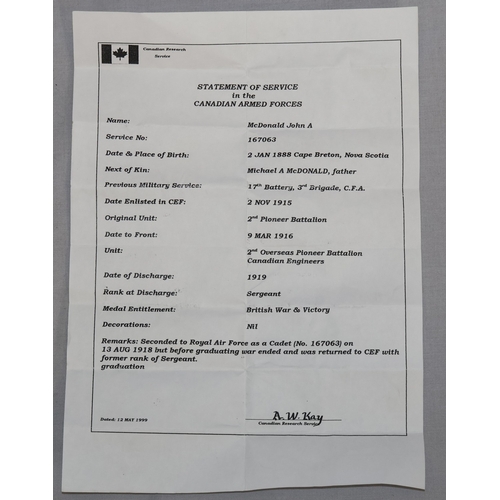 Canadian Research
Service
STATEMENT OF SERVICE
in the
CANADIAN ARMED FORCES
Name: McDonald John A
Service No: 167063
Date & Place of Birth: 2 JAN 1888 Cape Breton, Nova Scotia
Next of Kin: Michael A McDONALD, father
Previous Military Service: 17th Battery, 3rd Brigade, C.F.A.
Date Enlisted in CEF: 2 NOV 1915
Original Unit: 2nd Pioneer Battalion
Date to Front: 9 MAR 1916
Unit: 2nd Overseas Pioneer Battalion
Canadian Engineers
Date of Discharge: 1919
Rank at Discharge: Sergeant
Medal Entitlement: British War & Victory
Decorations: Nil
Remarks: Seconded to Royal Air Force as a Cadet (No. 167063) on
13 AUG 1918 but before graduating war ended and was returned to CEF with
former rank of Sergeant.
graduation
A.W. Kay
Dated: 12 MAY 1999 Canadian Research Service